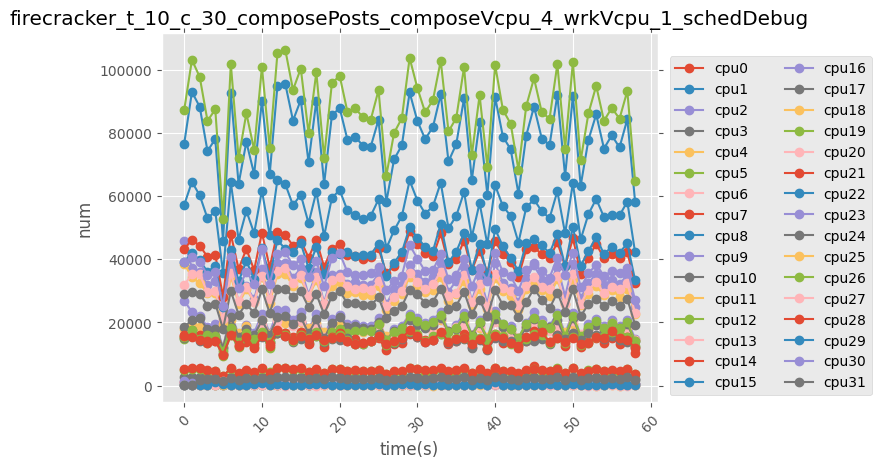 firecracker_t_10_c_30_composePosts_composeVcpu_4_wrkVcpu_1_schedDebug
100000
80000
60000
40000
20000
0
num
0 10 20 30 40 50 60
time(s)
cpu0 cpu16
cpu1 cpu17
cpu2 cpu18
cpu3 cpu19
cpu4 cpu20
cpu5 cpu21
cpu6 cpu22
cpu7 cpu23
cpu8 cpu24
cpu9 cpu25
cpu10 cpu26
cpu11 cpu27
cpu12 cpu28
cpu13 cpu29
cpu14 cpu30
cpu15 cpu31